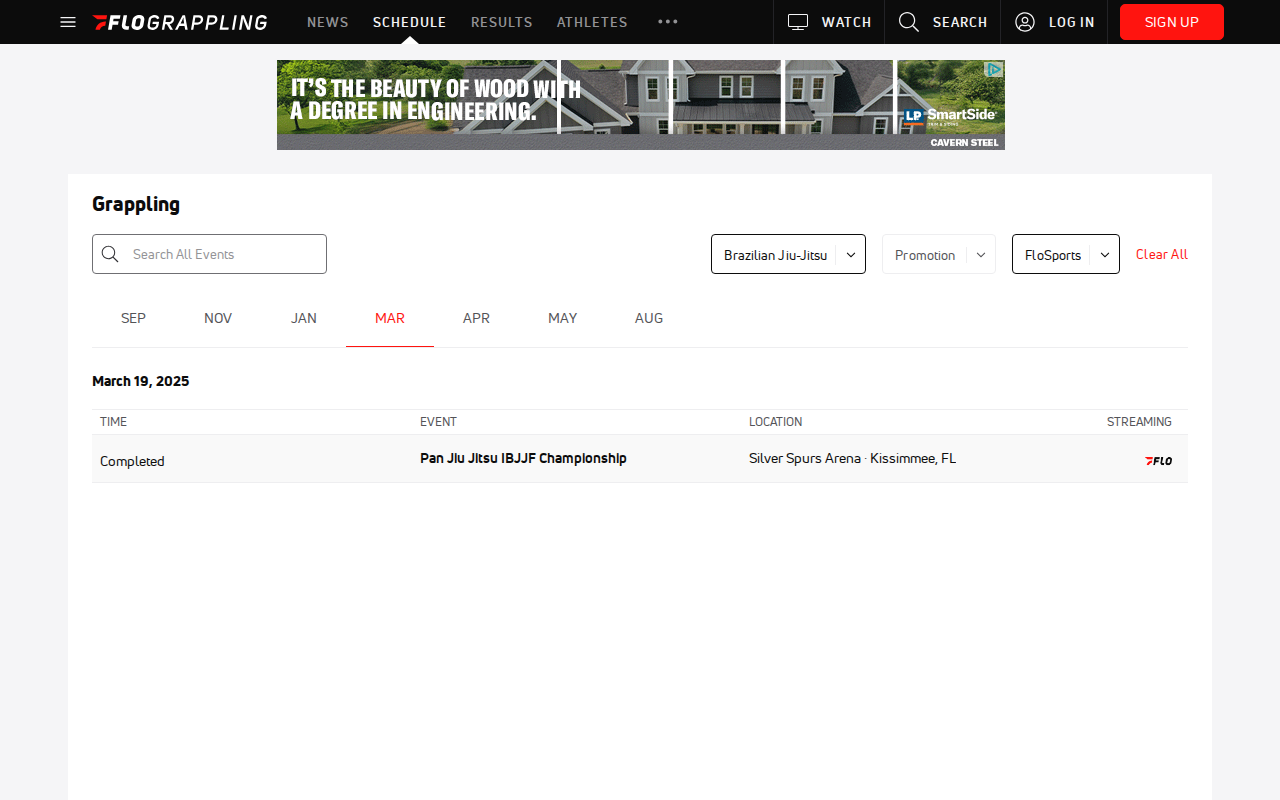 FLOGRAPPLING NEWS SCHEDULE RESULTS ATHLETES WATCH SEARCH LOG IN SIGN UP
IT'S THE BEAUTY OF WOOD WITH
A DEGREE IN ENGINEERING.
LP SmartSide
CAVERN STEEL
Grappling
Search All Events Brazilian Jiu-Jitsu Promotion FloSports Clear All
SEP NOV JAN MAR APR MAY AUG
March 19, 2025
TIME EVENT LOCATION STREAMING
Completed Pan Jiu Jitsu IBJJF Championship Silver Spurs Arena · Kissimmee, FL FLO